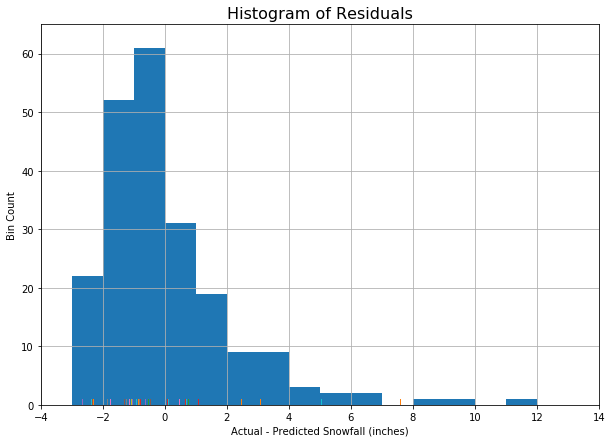 Histogram of Residuals
60
50
40
30
20
10
0
Bin Count
−4 −2 0 2 4 6 8 10 12 14
Actual - Predicted Snowfall (inches)